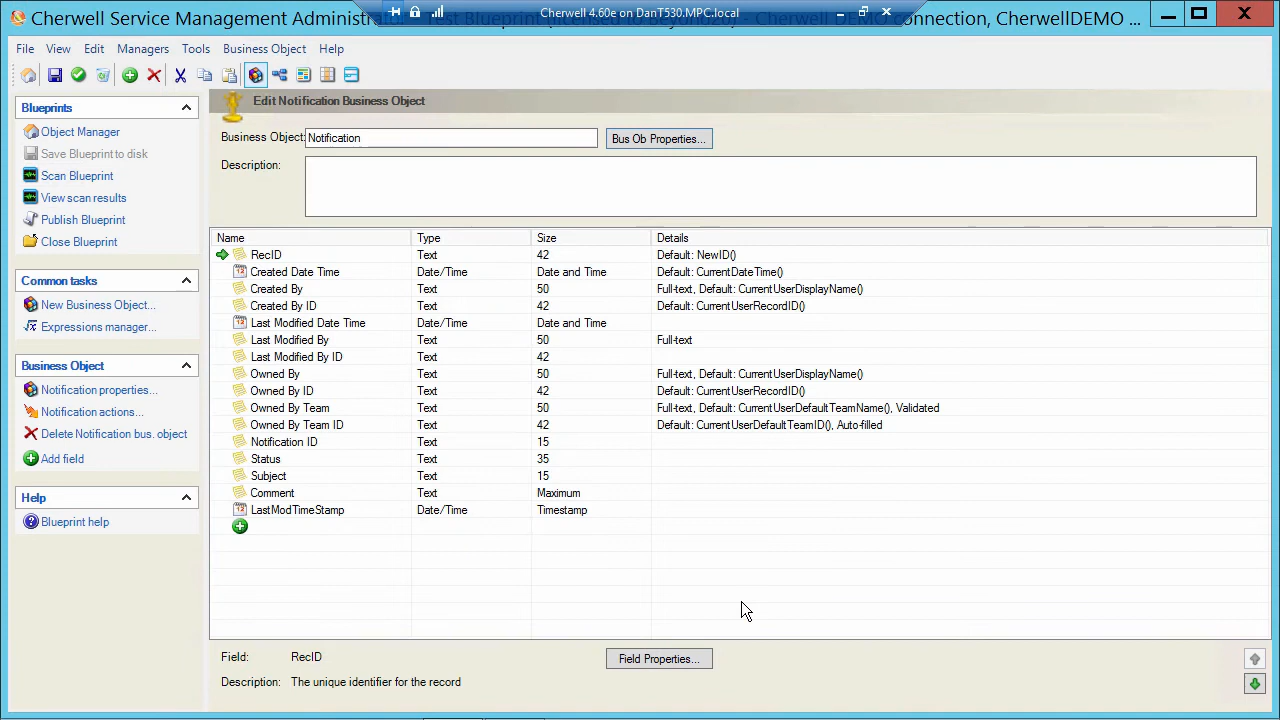 Cherwell Service Management Administrat
Cherwell 4.60e on DanT530.MPC.local
Cherwell DEMO connection, CherwellDEMO ...
File View Edit Managers Tools Business Object Help
Blueprints
Object Manager
Save Blueprint to disk
Scan Blueprint
View scan results
Publish Blueprint
Close Blueprint
Common tasks
New Business Object...
Expressions manager...
Business Object
Notification properties...
Notification actions...
Delete Notification bus. object
Add field
Help
Blueprint help
Edit Notification Business Object
Business Object: Notification Bus Ob Properties...
Description:
Name Type Size Details
RecID Text 42 Default: NewID()
Created Date Time Date/Time Date and Time Default: CurrentDateTime()
Created By Text 50 Full-text, Default: CurrentUserDisplayName()
Created By ID Text 42 Default: CurrentUserRecordID()
Last Modified Date Time Date/Time Date and Time
Last Modified By Text 50 Full-text
Last Modified By ID Text 42
Owned By Text 50 Full-text, Default: CurrentUserDisplayName()
Owned By ID Text 42 Default: CurrentUserRecordID()
Owned By Team Text 50 Full-text, Default: CurrentUserDefaultTeamName(), Validated
Owned By Team ID Text 42 Default: CurrentUserDefaultTeamID(), Auto-filled
Notification ID Text 15
Status Text 35
Subject Text 15
Comment Text Maximum
LastModTimeStamp Date/Time Timestamp
Field: RecID Field Properties...
Description: The unique identifier for the record